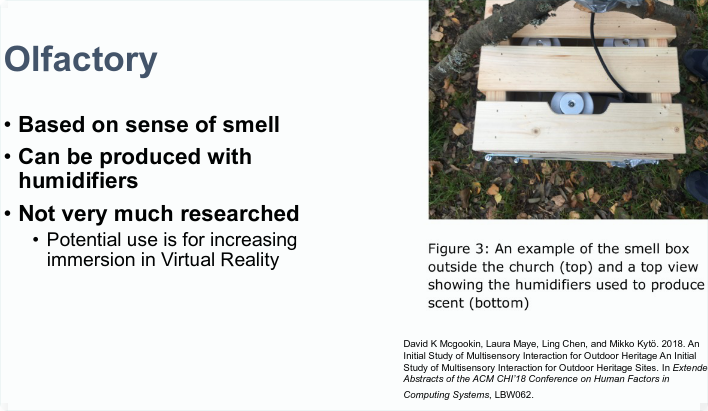 Olfactory
• Based on sense of smell
• Can be produced with
humidifiers
• Not very much researched
• Potential use is for increasing
immersion in Virtual Reality
Figure 3: An example of the smell box
outside the church (top) and a top view
showing the humidifiers used to produce
scent (bottom)
David K Mcgookin, Laura Maye, Ling Chen, and Mikko Kytö. 2018. An
Initial Study of Multisensory Interaction for Outdoor Heritage An Initial
Study of Multisensory Interaction for Outdoor Heritage Sites. In Extende
Abstracts of the ACM CHI'18 Conference on Human Factors in
Computing Systems, LBW062.